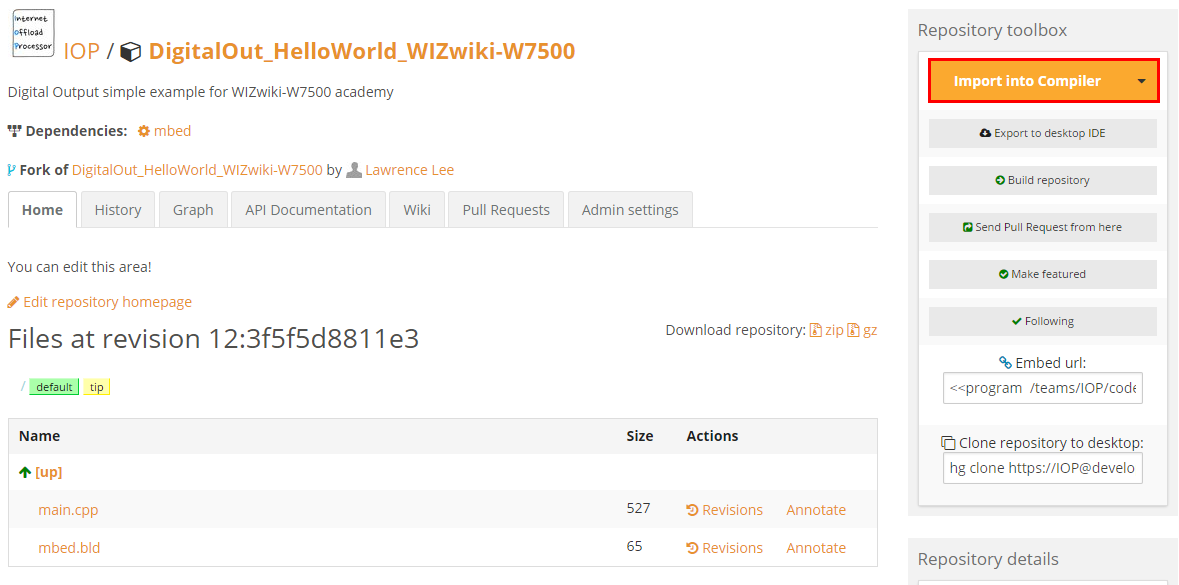 Internet
Offload
Processor
IOP / DigitalOut_HelloWorld_WIZwiki-W7500
Digital Output simple example for WIZwiki-W7500 academy
Dependencies: mbed
Fork of DigitalOut_HelloWorld_WIZwiki-W7500 by Lawrence Lee
Home History Graph API Documentation Wiki Pull Requests Admin settings
You can edit this area!
Edit repository homepage
Files at revision 12:3f5f5d8811e3
Download repository: zip gz
/ default tip
Name Size Actions
[up]
main.cpp 527 Revisions Annotate
mbed.bld 65 Revisions Annotate
Repository toolbox
Import into Compiler
Export to desktop IDE
Build repository
Send Pull Request from here
Make featured
Following
Embed url:
<<program /teams/IOP/code
Clone repository to desktop:
hg clone https://IOP@develo
Repository details